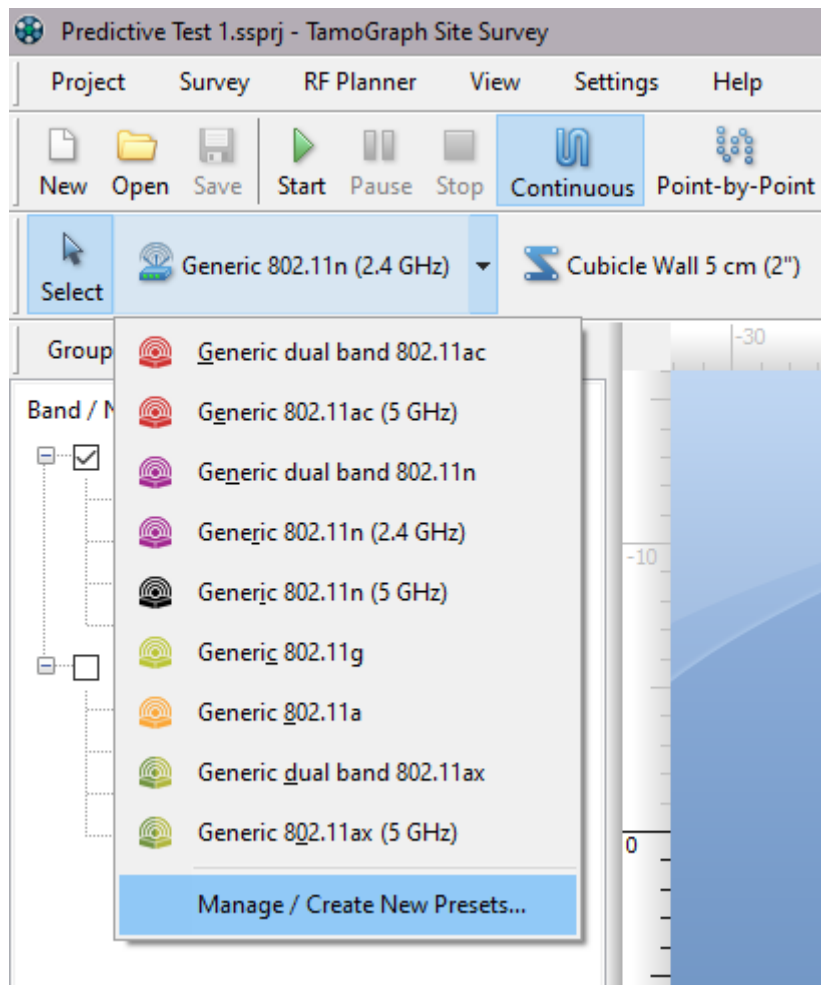 Predictive Test 1.ssprj - TamoGraph Site Survey
Project Survey RF Planner View Settings Help
New Open Save Start Pause Stop Continuous Point-by-Point
Select Generic 802.11n (2.4 GHz) Cubicle Wall 5 cm (2")
Group
-30
Band /
Generic dual band 802.11ac
Generic 802.11ac (5 GHz)
Generic dual band 802.11n
Generic 802.11n (2.4 GHz)
-10
Generic 802.11n (5 GHz)
Generic 802.11g
Generic 802.11a
Generic dual band 802.11ax
Generic 802.11ax (5 GHz)
0
Manage / Create New Presets...